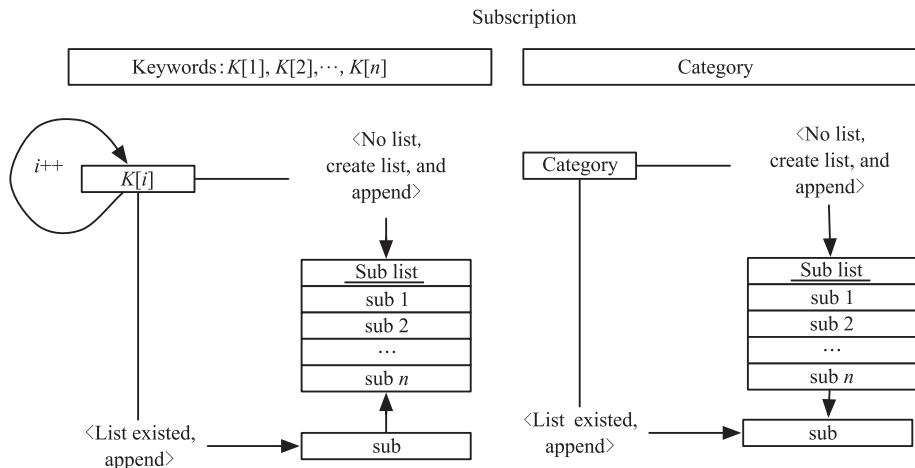 Subscription
Keywords: K[1], K[2],⋯, K[n]
Category
i++
K[i]
〈No list,
create list, and
append〉
Sub list
sub 1
sub 2
⋯
sub n
〈List existed,
append〉
sub
Category
〈No list,
create list, and
append〉
Sub list
sub 1
sub 2
⋯
sub n
〈List existed,
append〉
sub